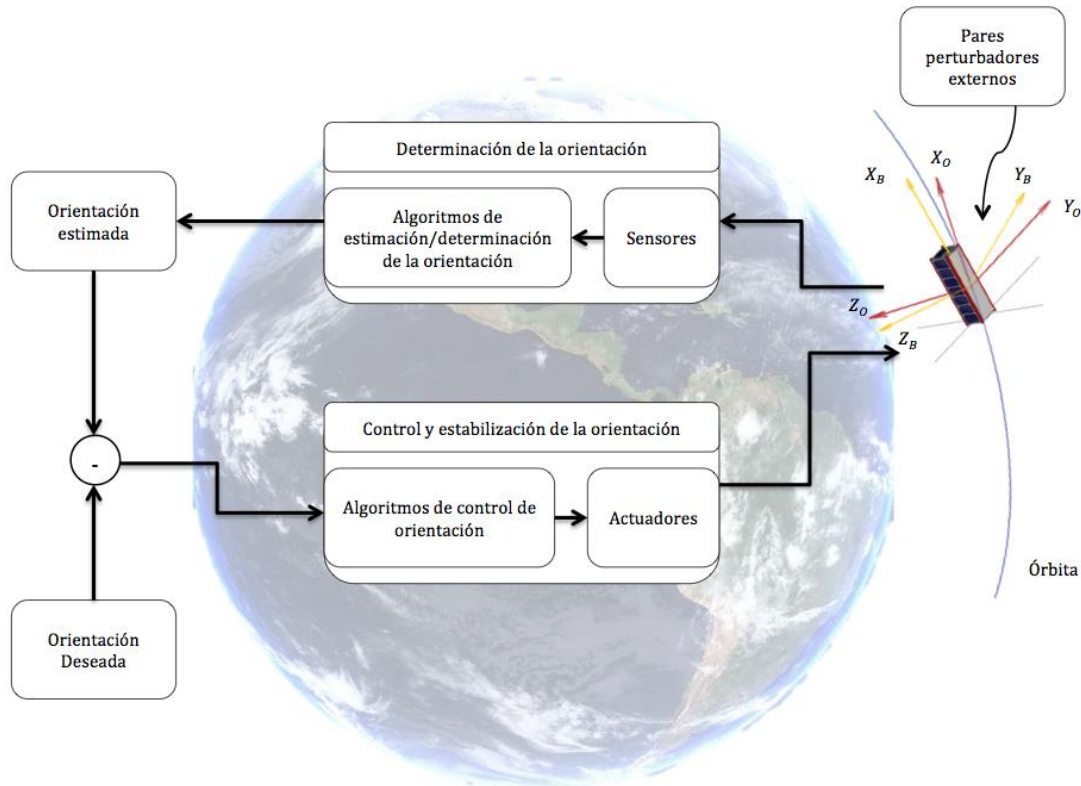 Pares
perturbadores
externos
Determinación de la orientación
Orientación
estimada
Algoritmos de
estimación/determinación
de la orientación
Sensores
X_B
X_O
Y_B
Y_O
Z_O
Z_B
Control y estabilización de la orientación
-
Algoritmos de control de
orientación
Actuadores
Órbita
Orientación
Deseada